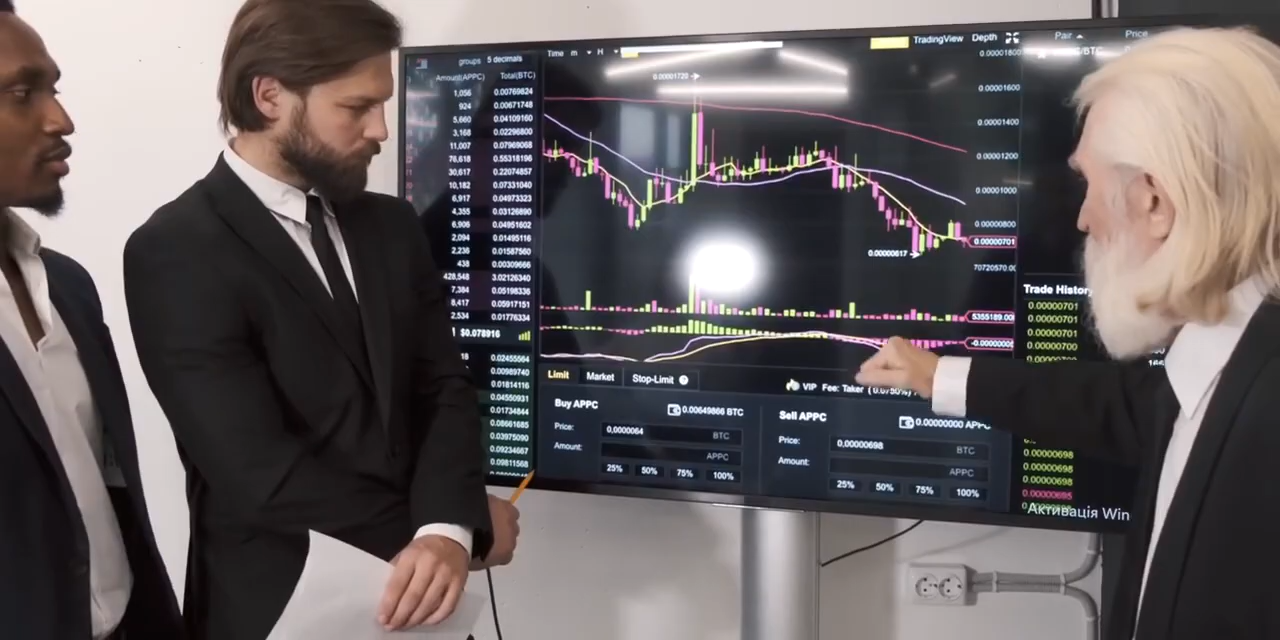 groups 5 decimals
Amount(APPC) Total(BTC)
1,056 0.00769824
924 0.00671748
5,660 0.04109160
3,168 0.02296800
11,007 0.07968068
76,618 0.55318196
30,617 0.22074857
10,182 0.07331040
6,917 0.04973323
4,355 0.03126890
6,906 0.04951602
2,094 0.01495116
2,236 0.01587560
438 0.00309666
428,548 3.02126340
7,384 0.05198336
8,417 0.05917151
2,534 0.01776334
$0.078916
0.02455564
0.00989740
0.01814116
0.04550931
0.01734844
0.08661685
0.03975090
0.09234667
0.09811568
Time m H
TradingView Depth
0.00001720
0.00001800
0.00001600
0.00001400
0.00001200
0.00001000
0.00000800
0.00000701
0.00000617
70720570.00
5355189.00
-0.00000006
Limit Market Stop-Limit
VIP Fee: Taker
Buy APPC 0.00649866 BTC
Price: 0.0000064 BTC
Amount: APPC
25% 50% 75% 100%
Sell APPC 0.00000000 APPC
Price: 0.00000698 BTC
Amount: APPC
25% 50% 75% 100%
Pair Price
/BTC
Trade History
0.00000701
0.00000701
0.00000701
0.00000700
0.00000698
0.00000698
0.00000698
0.00000695
Активація Win